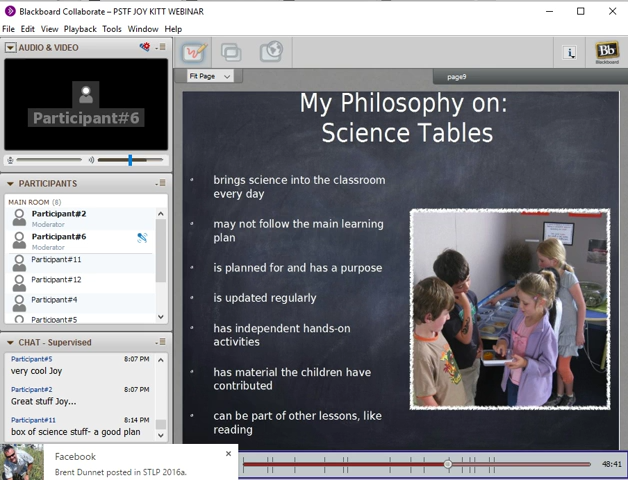 Blackboard Collaborate – PSTF JOY KITT WEBINAR
File Edit View Playback Tools Window Help
AUDIO & VIDEO
Participant#6
PARTICIPANTS
MAIN ROOM (8)
Participant#2
Moderator
Participant#6
Moderator
Participant#11
Participant#12
Participant#4
Participant#5
CHAT - Supervised
Participant#5 8:07 PM
very cool Joy
Participant#2 8:07 PM
Great stuff Joy...
Participant#11 8:14 PM
box of science stuff- a good plan
Facebook
Brent Dunnet posted in STLP 2016a.
Bb
Blackboard
Fit Page
page9
My Philosophy on:
Science Tables
brings science into the classroom
every day
may not follow the main learning
plan
is planned for and has a purpose
is updated regularly
has independent hands-on
activities
has material the children have
contributed
can be part of other lessons, like
reading
48:41